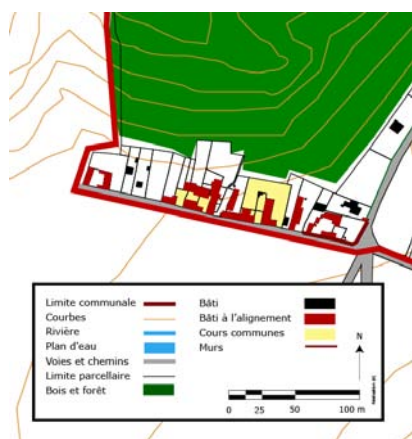 Limite communale
Courbes
Rivière
Plan d'eau
Voies et chemins
Limite parcellaire
Bois et forêt
Bâti
Bâti à l'alignement
Cours communes
Murs
N
0 25 50 100 m